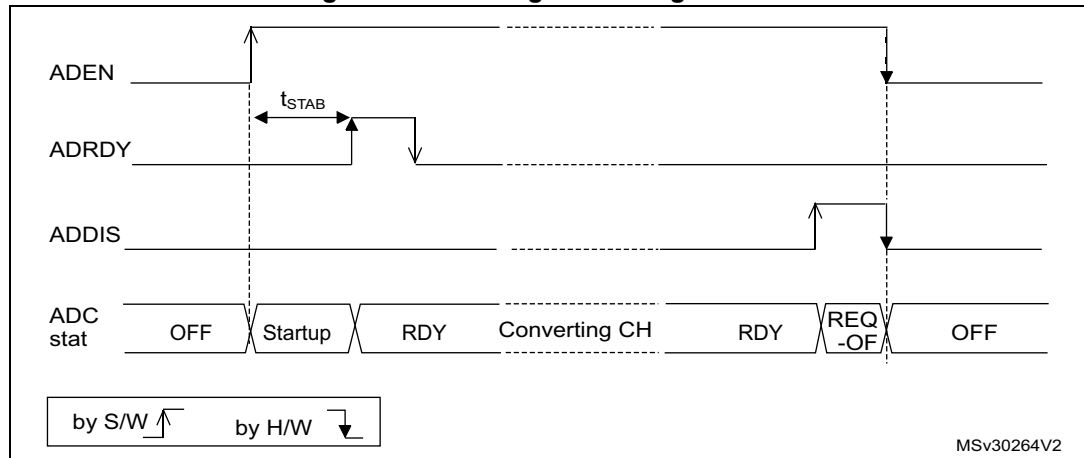 ADEN
tSTAB
ADRDY
ADDIS
ADC
stat
OFF
Startup
RDY
Converting CH
RDY
REQ
-OF
OFF
by S/W
by H/W
MSv30264V2